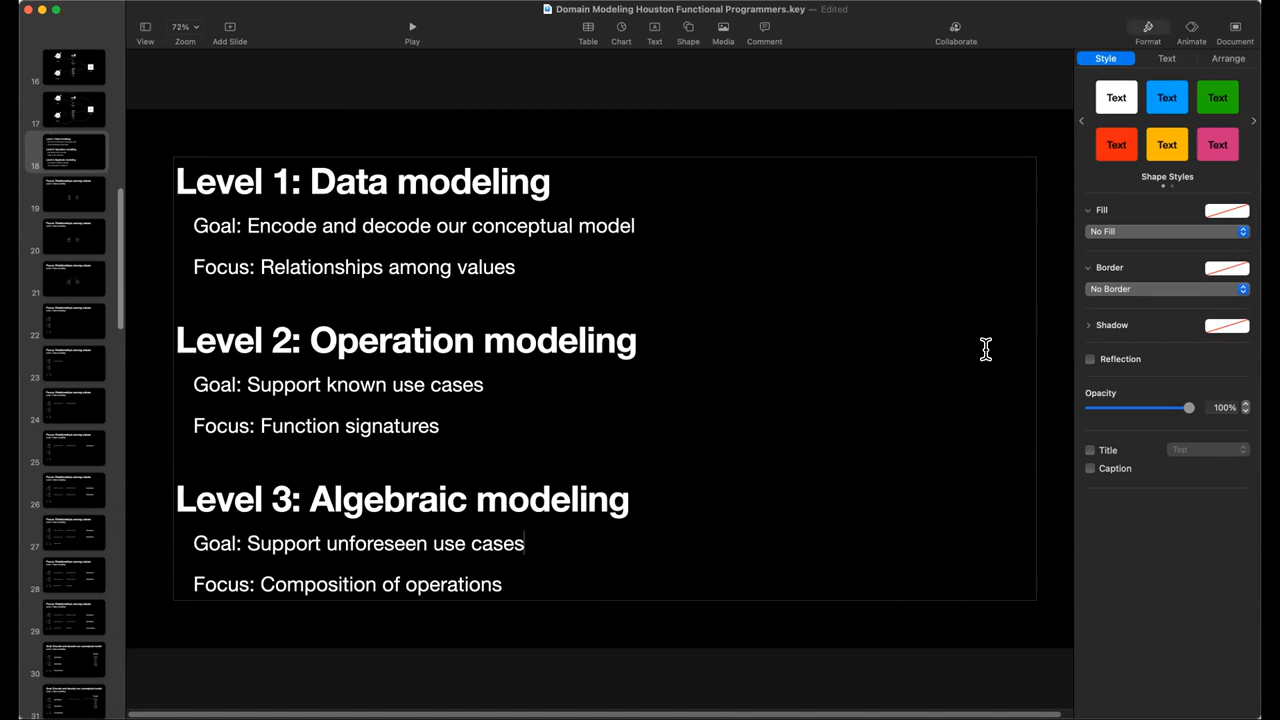 Domain Modeling Houston Functional Programmers.key — Edited
View
72%
Zoom
Add Slide
Play
Table
Chart
Text
Shape
Media
Comment
Collaborate
Format
Animate
Document
Style
Text
Arrange
Text
Text
Text
Text
Text
Text
Shape Styles
Fill
No Fill
Border
No Border
Shadow
Reflection
Opacity
100%
Title
Top
Caption
16
17
18
19
20
21
22
23
24
25
26
27
28
29
30
31
Level 1: Data modeling
Goal: Encode and decode our conceptual model
Focus: Relationships among values
Level 2: Operation modeling
Goal: Support known use cases
Focus: Function signatures
Level 3: Algebraic modeling
Goal: Support unforeseen use cases
Focus: Composition of operations